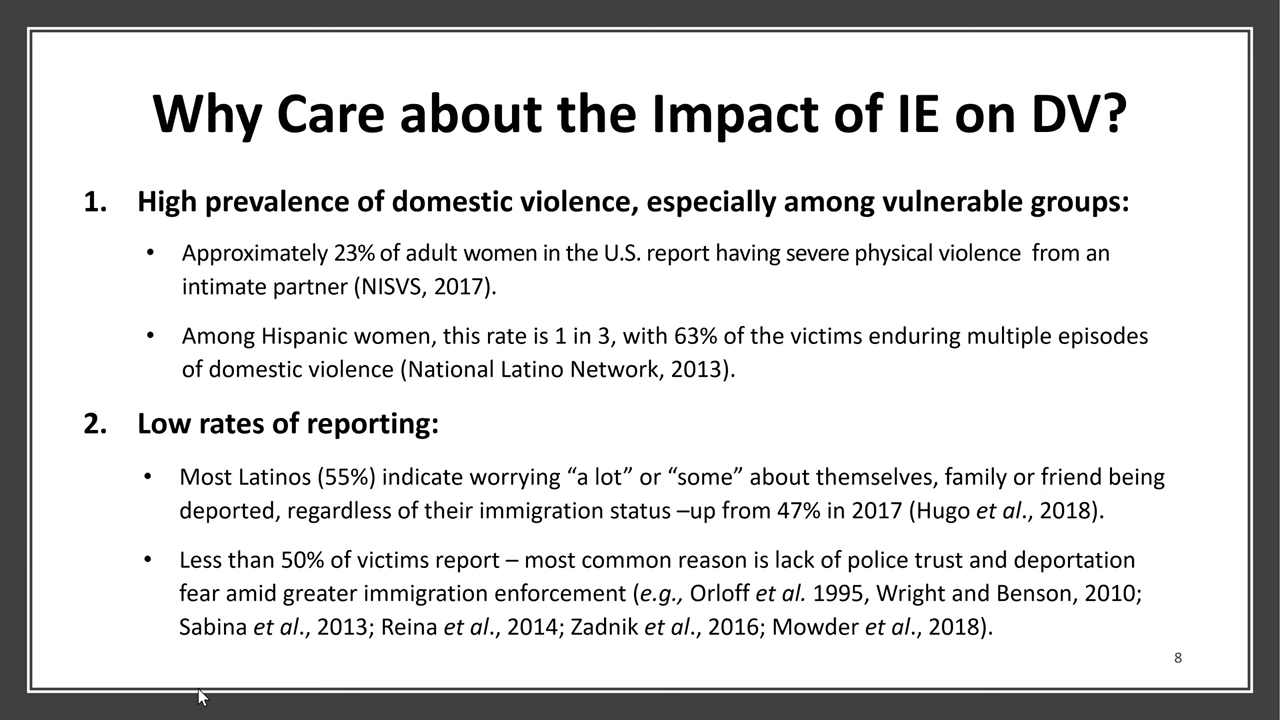 Why Care about the Impact of IE on DV?
1. High prevalence of domestic violence, especially among vulnerable groups:
• Approximately 23% of adult women in the U.S. report having severe physical violence from an
intimate partner (NISVS, 2017).
• Among Hispanic women, this rate is 1 in 3, with 63% of the victims enduring multiple episodes
of domestic violence (National Latino Network, 2013).
2. Low rates of reporting:
• Most Latinos (55%) indicate worrying “a lot” or “some” about themselves, family or friend being
deported, regardless of their immigration status –up from 47% in 2017 (Hugo et al., 2018).
• Less than 50% of victims report – most common reason is lack of police trust and deportation
fear amid greater immigration enforcement (e.g., Orloff et al. 1995, Wright and Benson, 2010;
Sabina et al., 2013; Reina et al., 2014; Zadnik et al., 2016; Mowder et al., 2018).
8